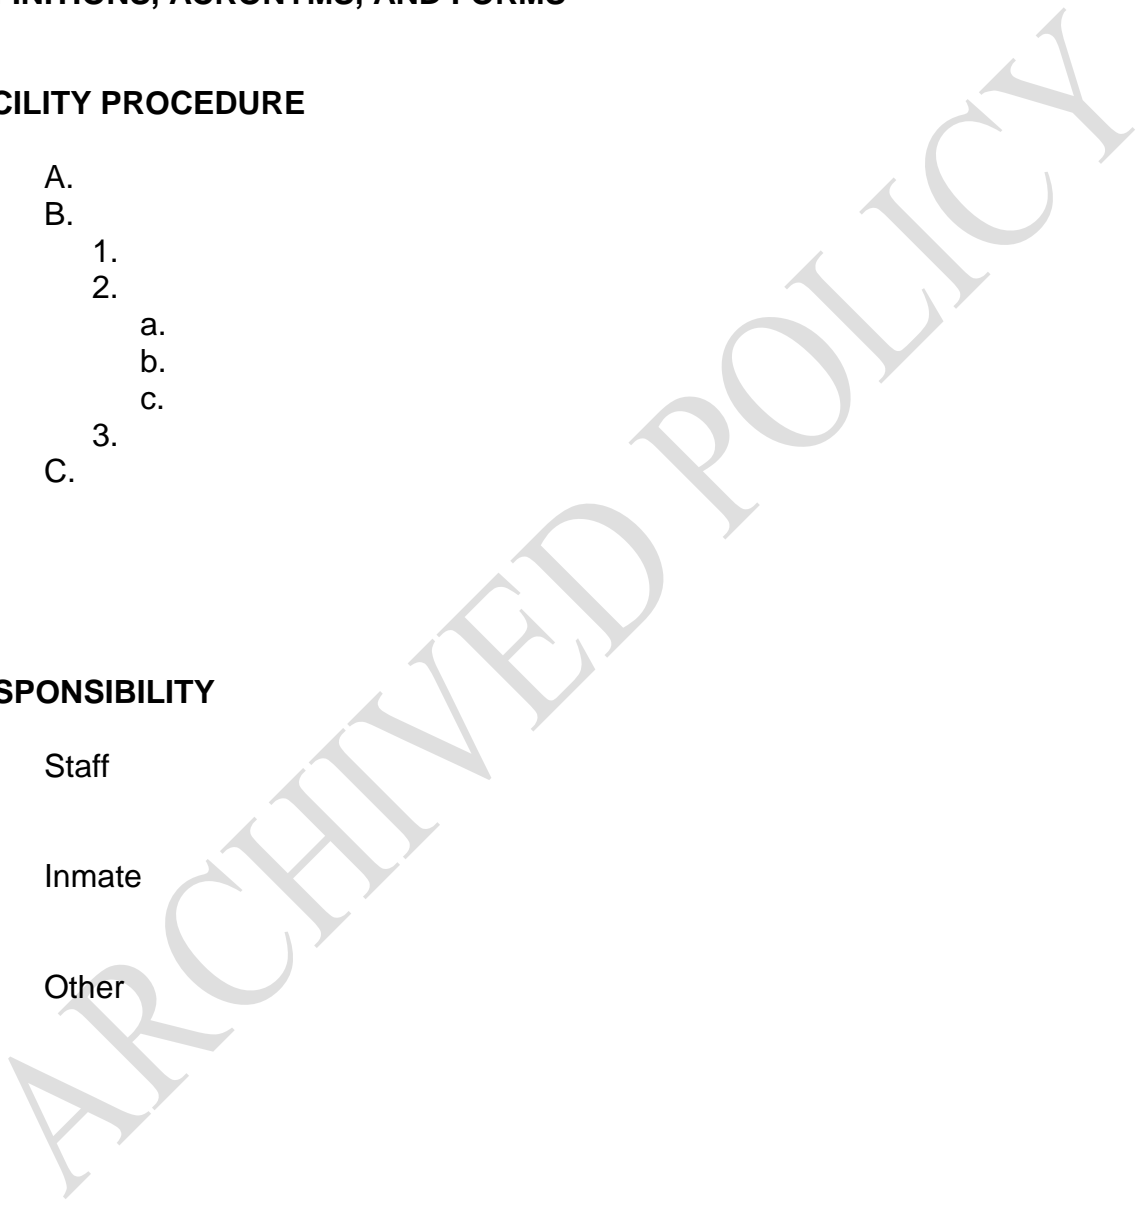 INITIONS, ACRONYMS, AND FORMS
CILITY PROCEDURE
A.
B.
1.
2.
a.
b.
c.
3.
C.
SPONSIBILITY
Staff
Inmate
Other
ARCHIVED POLICY